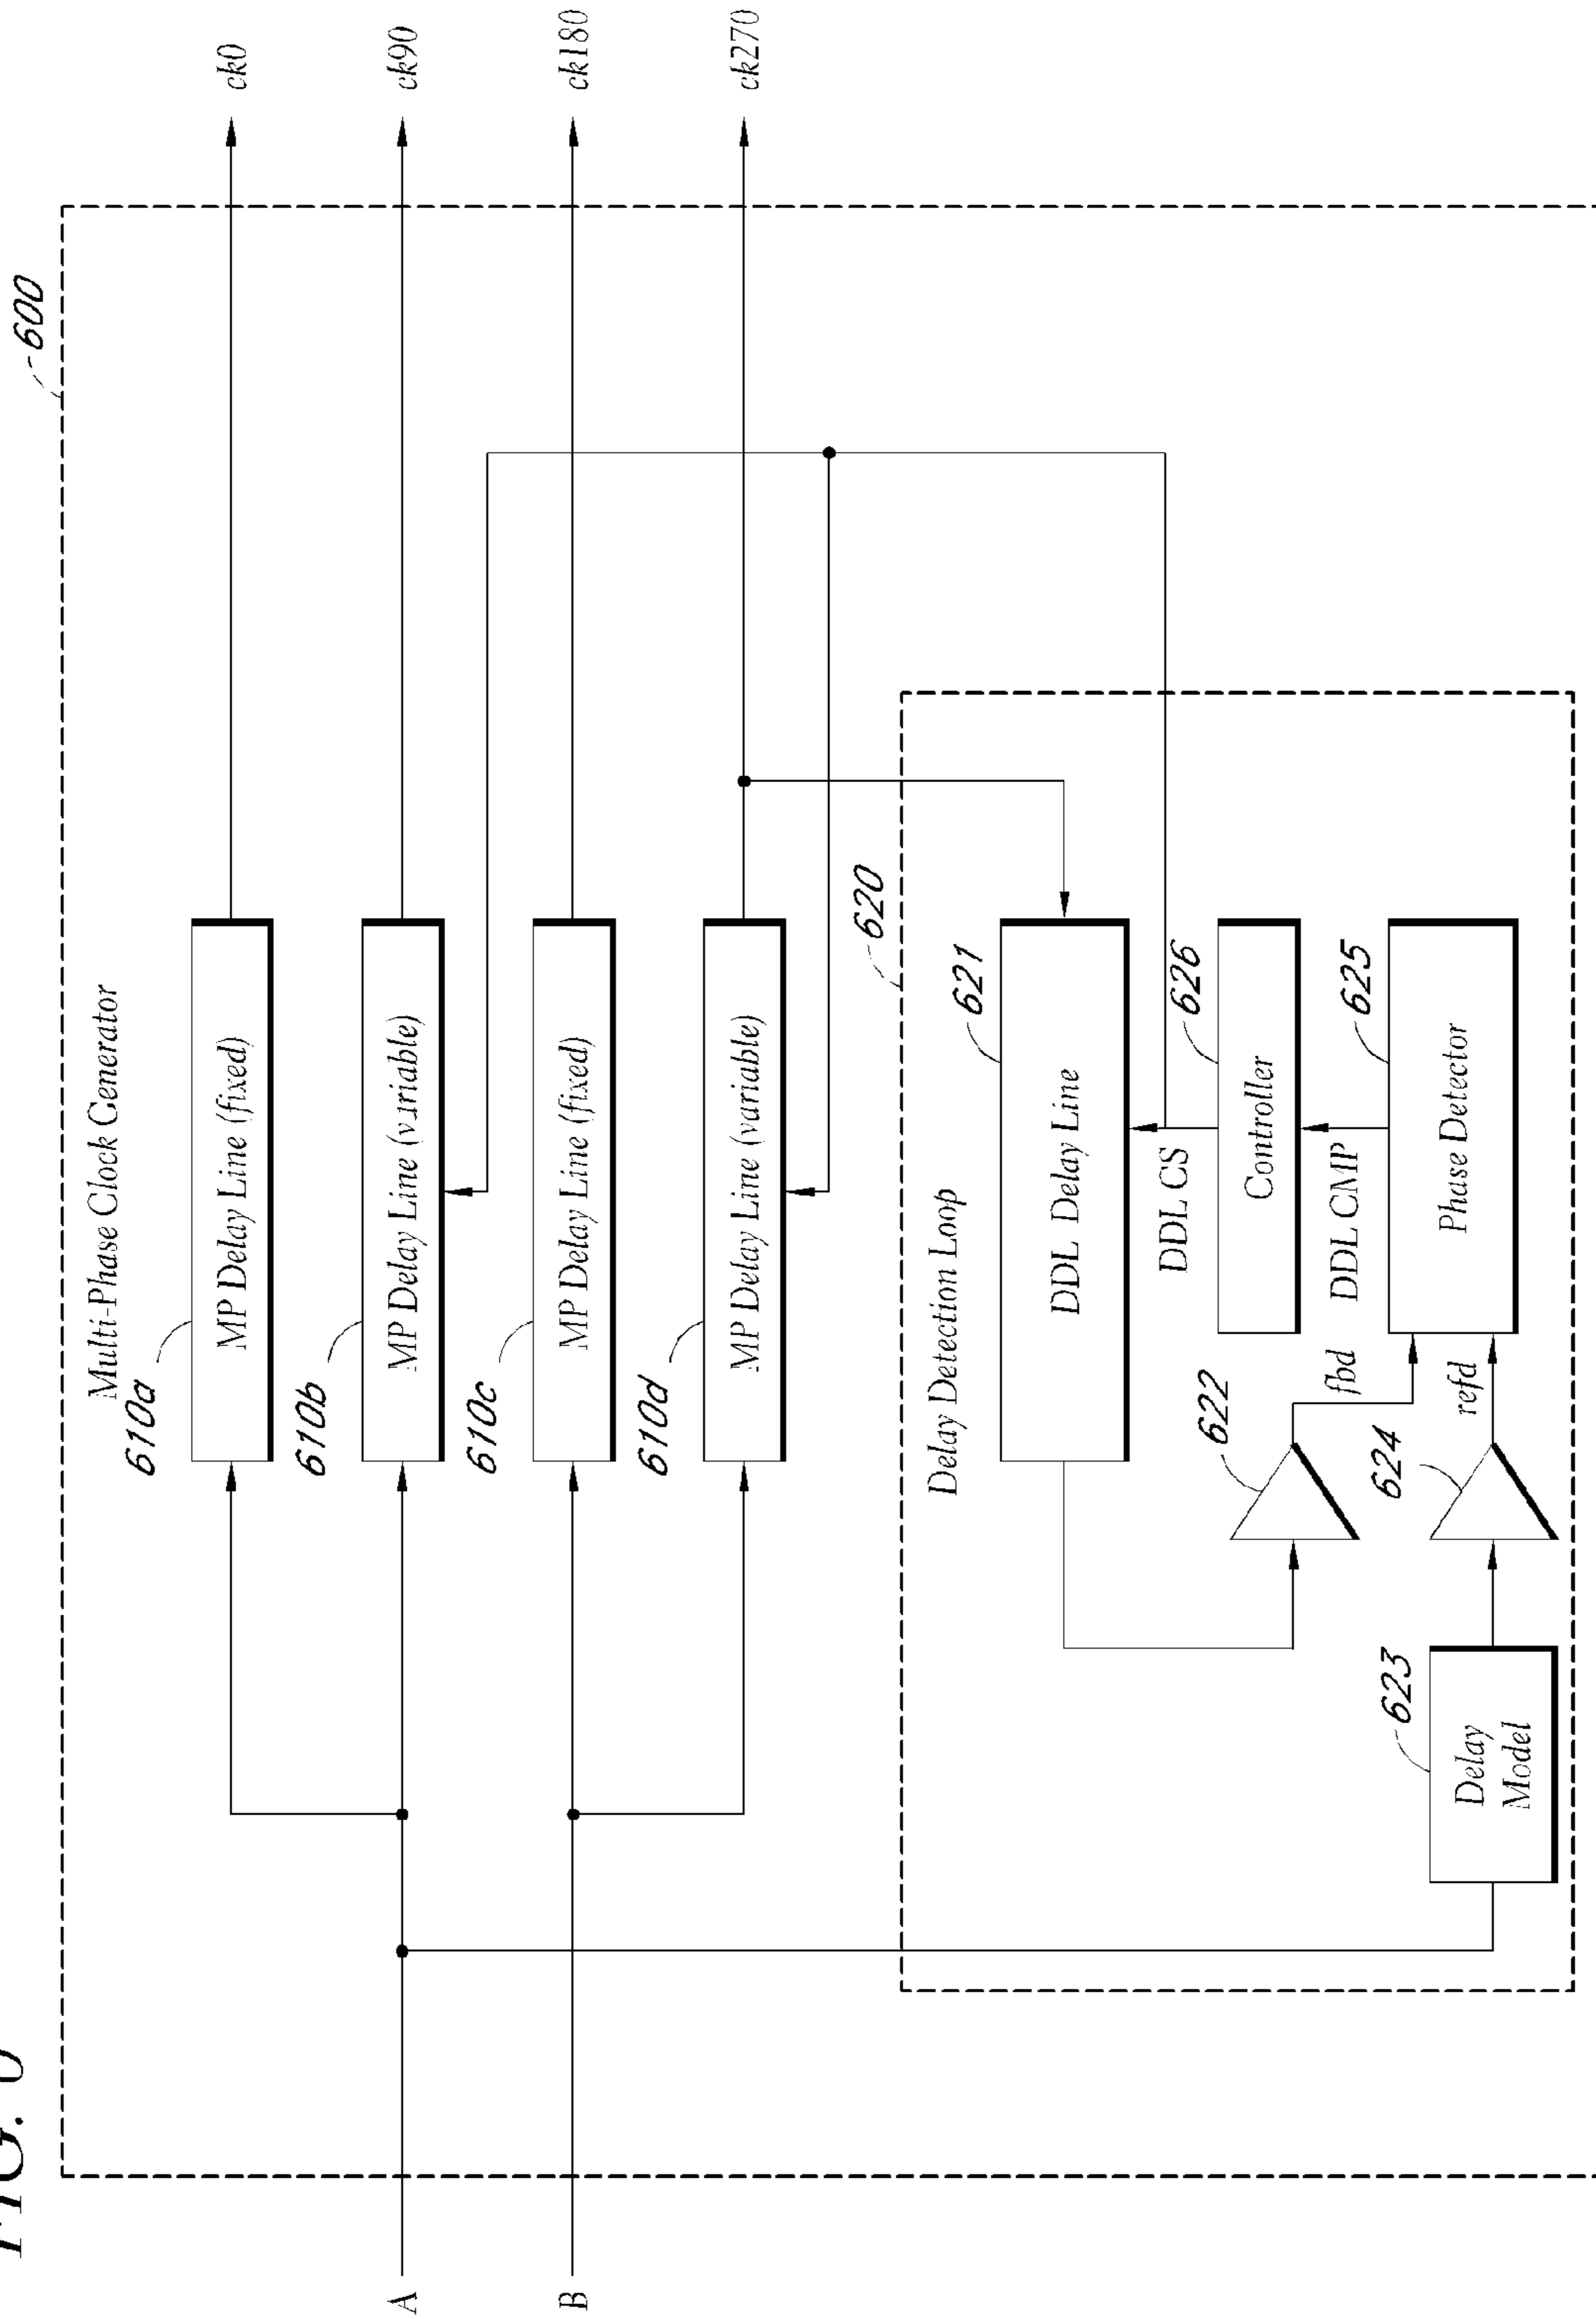 FIG. 6
600
Multi-Phase Clock Generator
610a
MP Delay Line (fixed)
ck0
610b
MP Delay Line (variable)
ck90
A
610c
MP Delay Line (fixed)
ck180
B
610d
MP Delay Line (variable)
ck270
620
Delay Detection Loop
621
DDL Delay Line
DDL CS
626
Controller
622
fbd
DDL CMP
625
Phase Detector
624
refd
623
Delay
Model